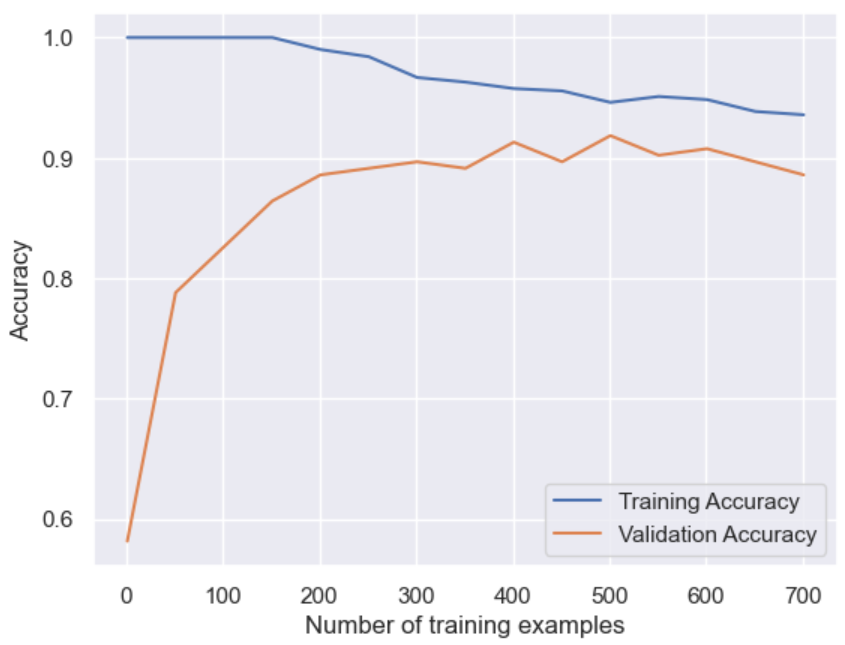 1.0
0.9
0.8
0.7
0.6
Accuracy
Training Accuracy
Validation Accuracy
0 100 200 300 400 500 600 700
Number of training examples